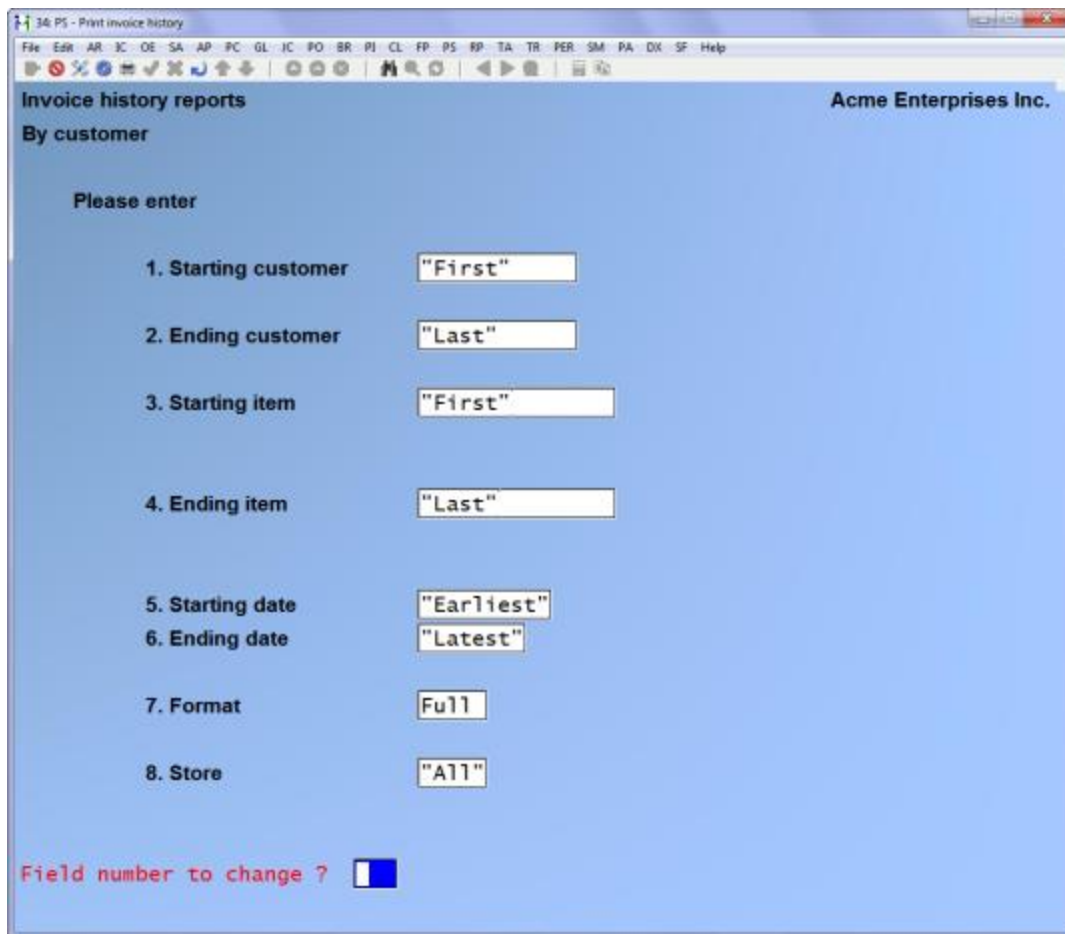 34: PS - Print invoice history
File Edit AR IC OE SA AP PC GL JC PO BR PI CL FP PS RP TA TR PER SM PA DX SF Help
Invoice history reports Acme Enterprises Inc.
By customer
Please enter
1. Starting customer "First"
2. Ending customer "Last"
3. Starting item "First"
4. Ending item "Last"
5. Starting date "Earliest"
6. Ending date "Latest"
7. Format Full
8. Store "All"
Field number to change ?